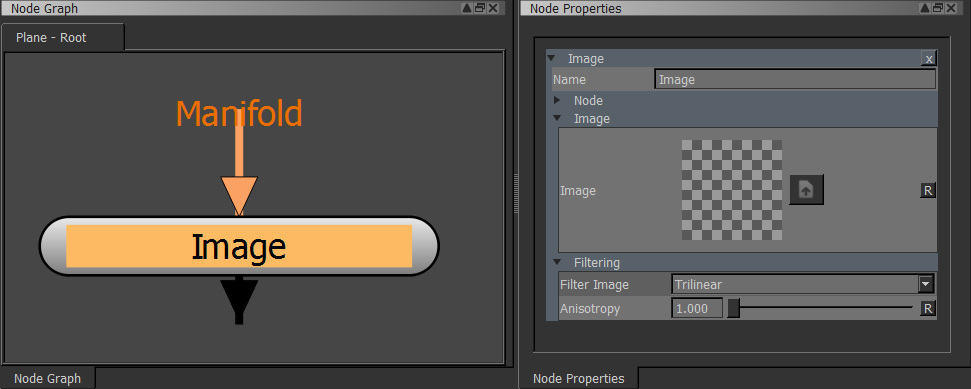 Node Graph
Plane - Root
Manifold
Image
Node Graph
Node Properties
Image
x
Name
Image
Node
Image
Image
R
Filtering
Filter Image
Trilinear
Anisotropy
1.000
R
Node Properties